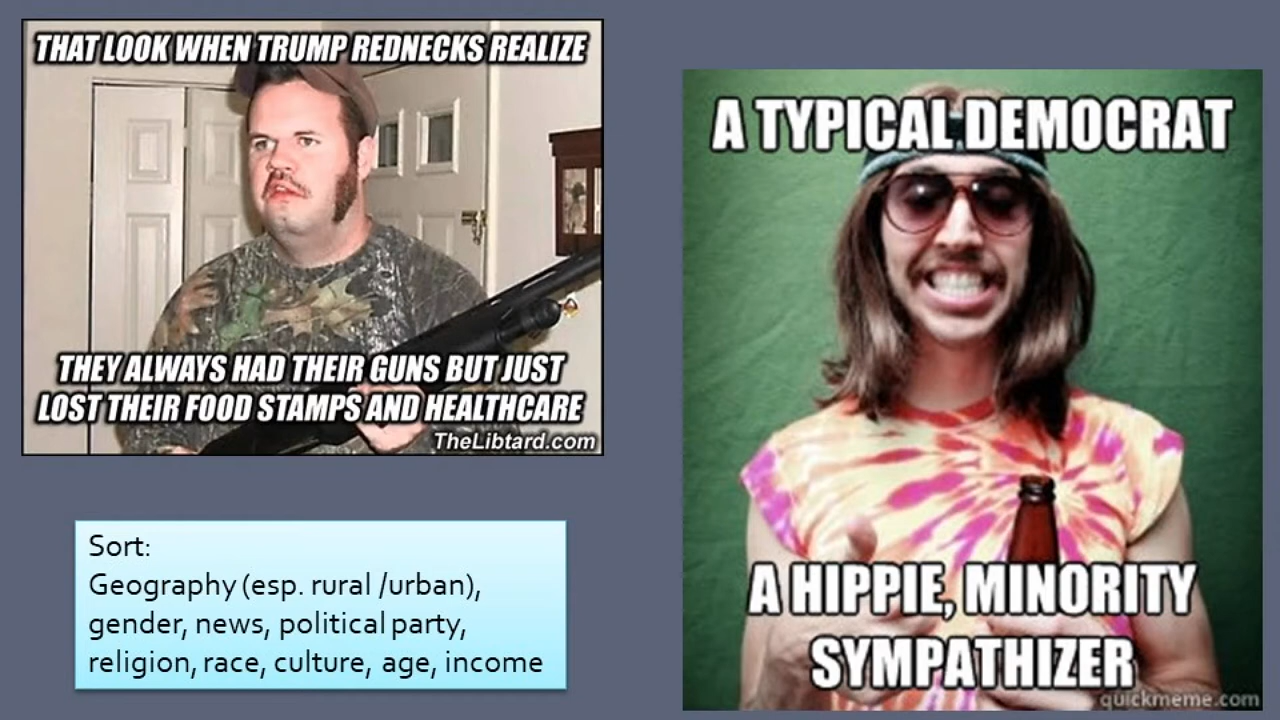 THAT LOOK WHEN TRUMP REDNECKS REALIZE
THEY ALWAYS HAD THEIR GUNS BUT JUST
LOST THEIR FOOD STAMPS AND HEALTHCARE
TheLibtard.com
Sort:
Geography (esp. rural /urban),
gender, news, political party,
religion, race, culture, age, income
A TYPICAL DEMOCRAT
A HIPPIE, MINORITY
SYMPATHIZER
quickmeme.com